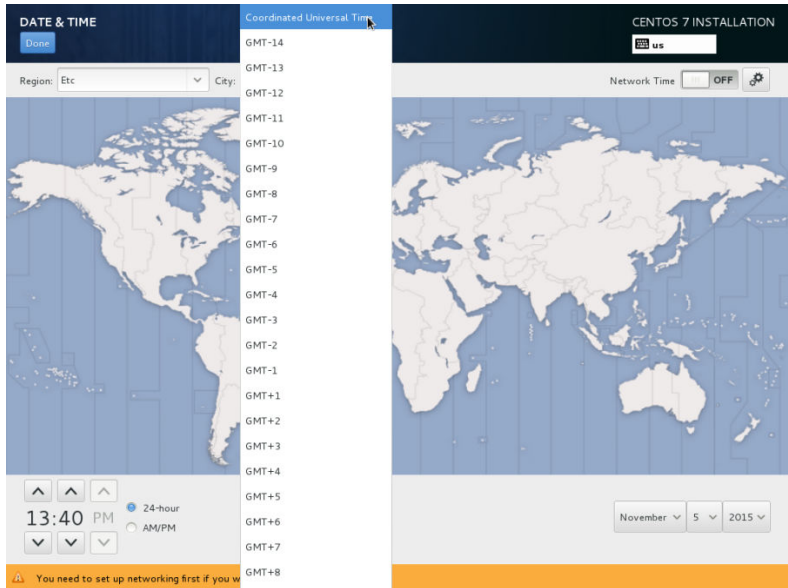 DATE & TIME
CENTOS 7 INSTALLATION
Done
us
Region: Etc
City:
Network Time
OFF
Coordinated Universal Time
GMT-14
GMT-13
GMT-12
GMT-11
GMT-10
GMT-9
GMT-8
GMT-7
GMT-6
GMT-5
GMT-4
GMT-3
GMT-2
GMT-1
GMT+1
GMT+2
GMT+3
GMT+4
GMT+5
GMT+6
GMT+7
GMT+8
13:40 PM
24-hour
AM/PM
November 5 2015
You need to set up networking first if you w